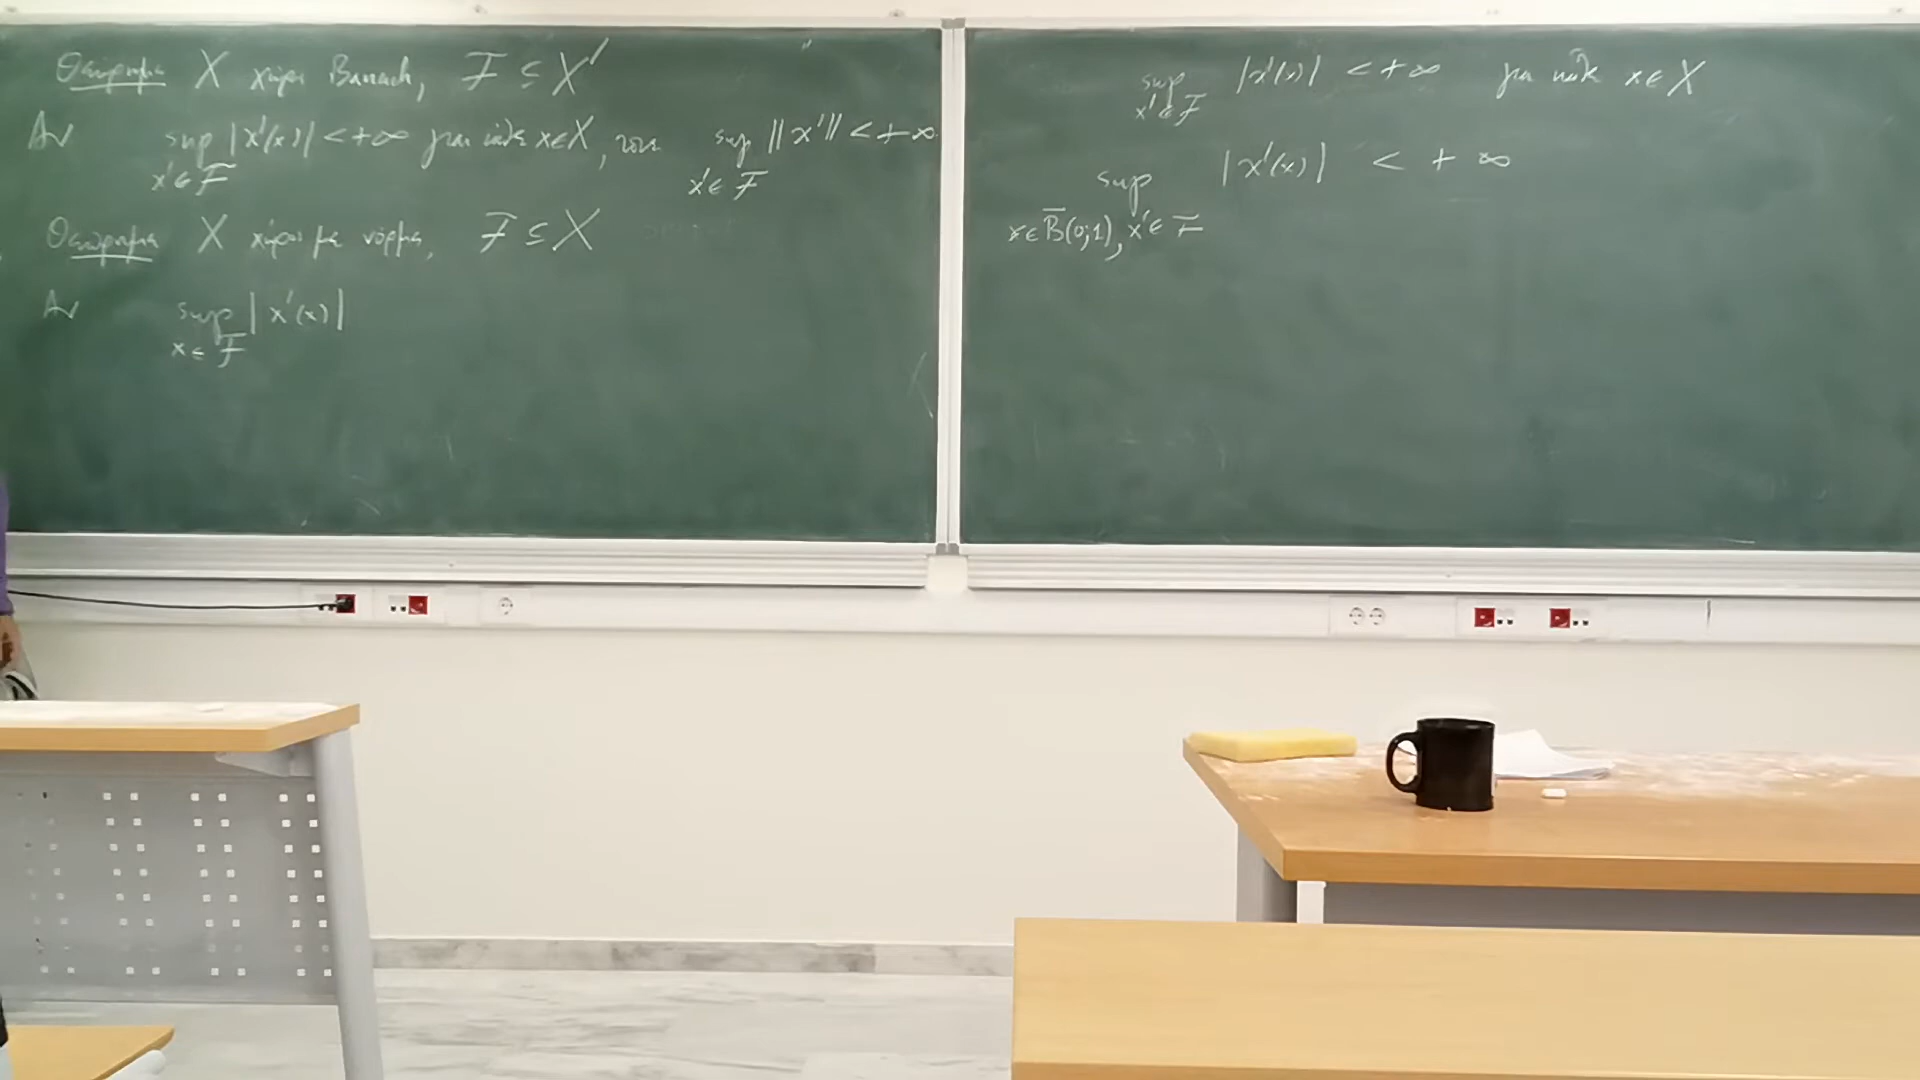 Θεώρημα X χώρος Banach, F ⊆ X'
Αν sup |x'(x)| < +∞ για κάθε x∈X, τότε sup ||x'|| < +∞
x'∈F x'∈F
Θεώρημα X χώρος με νόρμα, F ⊆ X
Αν sup |x'(x)|
x∈F
sup |x'(x)| < +∞ για κάθε x∈X
x'∈F
sup |x'(x)| < +∞
x∈B̅(0;1), x'∈F